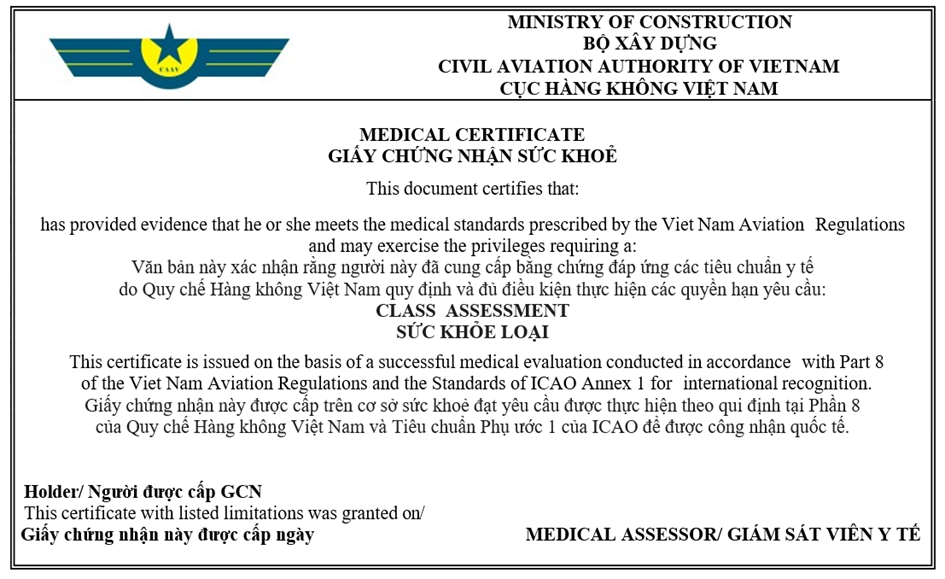 MINISTRY OF CONSTRUCTION
BỘ XÂY DỰNG
CIVIL AVIATION AUTHORITY OF VIETNAM
CỤC HÀNG KHÔNG VIỆT NAM
CAAV
MEDICAL CERTIFICATE
GIẤY CHỨNG NHẬN SỨC KHOẺ
This document certifies that:
has provided evidence that he or she meets the medical standards prescribed by the Viet Nam Aviation Regulations
and may exercise the privileges requiring a:
Văn bản này xác nhận rằng người này đã cung cấp bằng chứng đáp ứng các tiêu chuẩn y tế
do Quy chế Hàng không Việt Nam quy định và đủ điều kiện thực hiện các quyền hạn yêu cầu:
CLASS ASSESSMENT
SỨC KHỎE LOẠI
This certificate is issued on the basis of a successful medical evaluation conducted in accordance with Part 8
of the Viet Nam Aviation Regulations and the Standards of ICAO Annex 1 for international recognition.
Giấy chứng nhận này được cấp trên cơ sở sức khoẻ đạt yêu cầu được thực hiện theo qui định tại Phần 8
của Quy chế Hàng không Việt Nam và Tiêu chuẩn Phụ ước 1 của ICAO để được công nhận quốc tế.
Holder/ Người được cấp GCN
This certificate with listed limitations was granted on/
Giấy chứng nhận này được cấp ngày
MEDICAL ASSESSOR/ GIÁM SÁT VIÊN Y TẾ